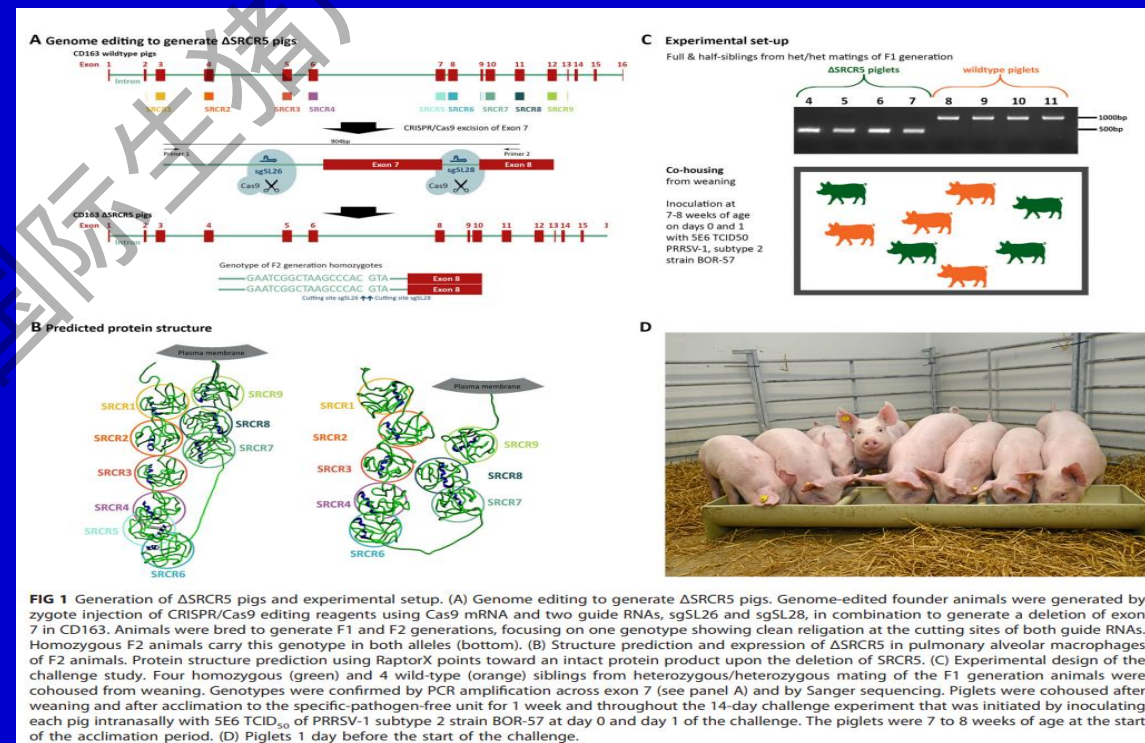 国际生猪
A Genome editing to generate ΔSRCR5 pigs
CD163 wildtype pigs
Exon 1 2 3 4 5 6 7 8 9 10 11 12 13 14 15 16
Intron
SRCR2 SRCR3 SRCR4 SRCR5 SRCR6 SRCR7 SRCR8 SRCR9
CRISPR/Cas9 excision of Exon 7
904bp
Primer 1 Primer 2
sgSL26 Exon 7 sgSL28 Exon 8
Cas9 Cas9
CD163 ΔSRCR5 pigs
Exon 1 2 3 4 5 6 8 9 10 11 12 13 14 15
Genotype of F2 generation homozygotes
GAATCGGCTAAGCCCAC GTA Exon 8
GAATCGGCTAAGCCCAC GTA Exon 8
Cutting site sgSL26 Cutting site sgSL28
B Predicted protein structure
Plasma membrane
SRCR1 SRCR9
SRCR2 SRCR8
SRCR7
SRCR3
SRCR4
SRCR5
SRCR6
Plasma membrane
SRCR1
SRCR2 SRCR9
SRCR3 SRCR8
SRCR4 SRCR7
SRCR6
C Experimental set-up
Full & half-siblings from het/het matings of F1 generation
ΔSRCR5 piglets wildtype piglets
4 5 6 7 8 9 10 11
1000bp
500bp
Co-housing
from weaning
Inoculation at
7-8 weeks of age
on days 0 and 1
with 5E6 TCID50
PRRSV-1, subtype 2
strain BOR-57
D
FIG 1 Generation of ΔSRCR5 pigs and experimental setup. (A) Genome editing to generate ΔSRCR5 pigs. Genome-edited founder animals were generated by
zygote injection of CRISPR/Cas9 editing reagents using Cas9 mRNA and two guide RNAs, sgSL26 and sgSL28, in combination to generate a deletion of exon
7 in CD163. Animals were bred to generate F1 and F2 generations, focusing on one genotype showing clean religation at the cutting sites of both guide RNAs.
Homozygous F2 animals carry this genotype in both alleles (bottom). (B) Structure prediction and expression of ΔSRCR5 in pulmonary alveolar macrophages
of F2 animals. Protein structure prediction using RaptorX points toward an intact protein product upon the deletion of SRCR5. (C) Experimental design of the
challenge study. Four homozygous (green) and 4 wild-type (orange) siblings from heterozygous/heterozygous mating of the F1 generation animals were
cohoused from weaning. Genotypes were confirmed by PCR amplification across exon 7 (see panel A) and by Sanger sequencing. Piglets were cohoused after
weaning and after acclimation to the specific-pathogen-free unit for 1 week and throughout the 14-day challenge experiment that was initiated by inoculating
each pig intranasally with 5E6 TCID50 of PRRSV-1 subtype 2 strain BOR-57 at day 0 and day 1 of the challenge. The piglets were 7 to 8 weeks of age at the start
of the acclimation period. (D) Piglets 1 day before the start of the challenge.